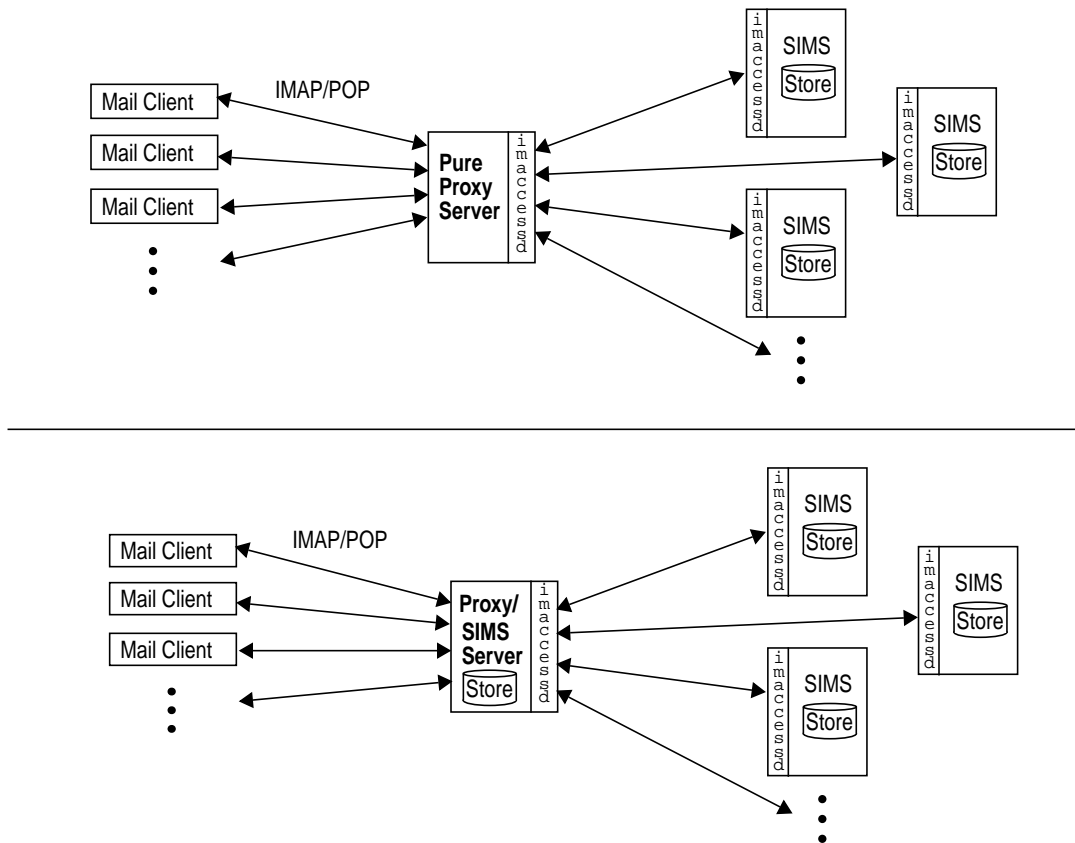 imaccessd
SIMS
Store
IMAP/POP
Mail Client
imaccessd
SIMS
Store
Mail Client
Pure
Proxy
Server
imaccessd
Mail Client
imaccessd
SIMS
Store
imaccessd
SIMS
Store
IMAP/POP
Mail Client
imaccessd
SIMS
Store
Mail Client
Proxy/
SIMS
Server
Store
imaccessd
Mail Client
imaccessd
SIMS
Store